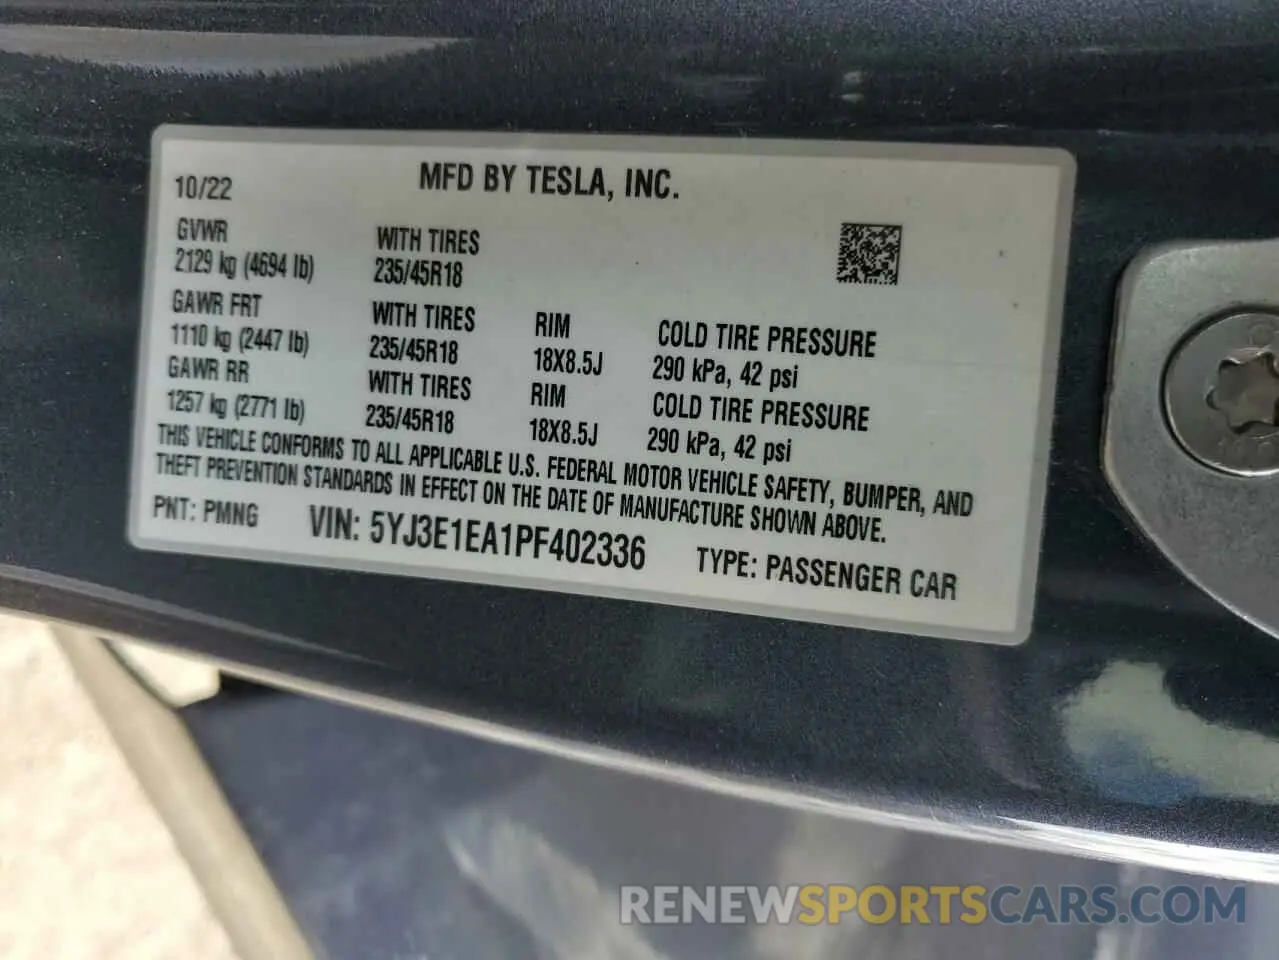 10/22 MFD BY TESLA, INC.
GVWR WITH TIRES
2129 kg (4694 lb) 235/45R18
GAWR FRT WITH TIRES RIM COLD TIRE PRESSURE
1110 kg (2447 lb) 235/45R18 18X8.5J 290 kPa, 42 psi
GAWR RR WITH TIRES RIM COLD TIRE PRESSURE
1257 kg (2771 lb) 235/45R18 18X8.5J 290 kPa, 42 psi
THIS VEHICLE CONFORMS TO ALL APPLICABLE U.S. FEDERAL MOTOR VEHICLE SAFETY, BUMPER, AND
THEFT PREVENTION STANDARDS IN EFFECT ON THE DATE OF MANUFACTURE SHOWN ABOVE.
PNT: PMNG VIN: 5YJ3E1EA1PF402336 TYPE: PASSENGER CAR
RENEWSPORTSCARS.COM